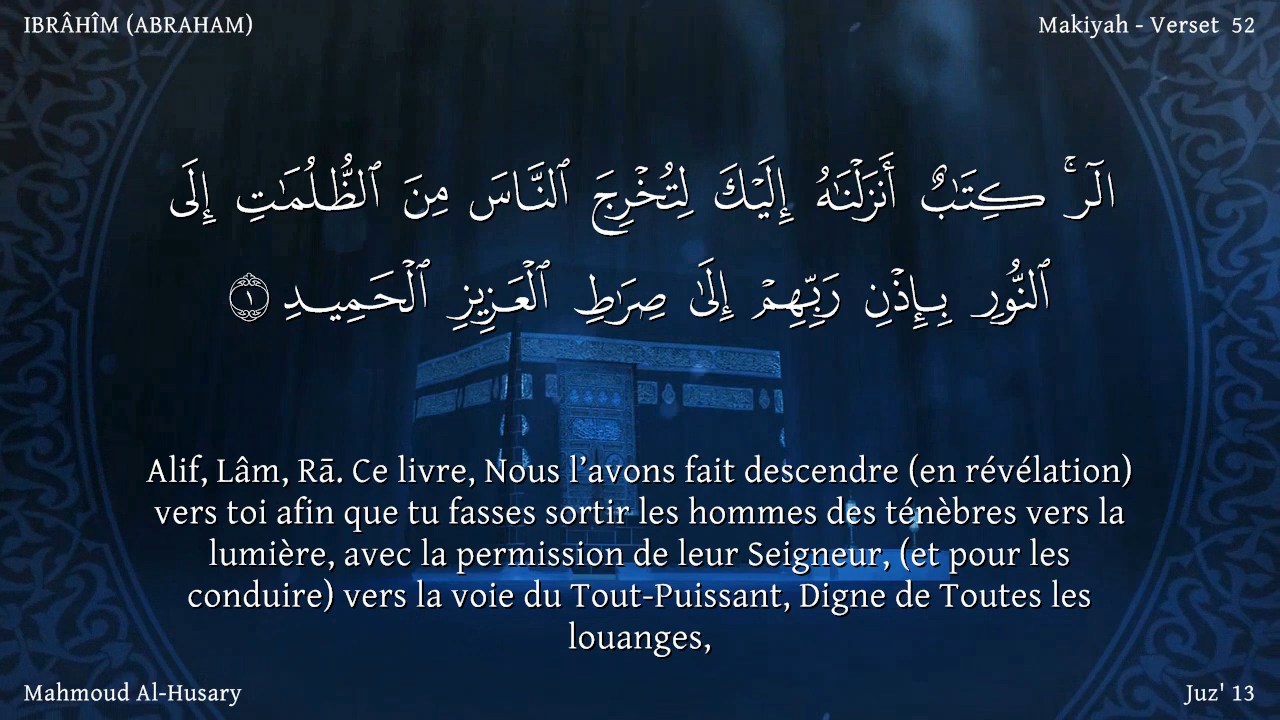 IBRÂHÎM (ABRAHAM)
Makiyah - Verset 52
الٓرۚ كِتَٰبٌ أَنزَلْنَٰهُ إِلَيْكَ لِتُخْرِجَ ٱلنَّاسَ مِنَ ٱلظُّلُمَٰتِ إِلَى
ٱلنُّورِ بِإِذْنِ رَبِّهِمْ إِلَىٰ صِرَٰطِ ٱلْعَزِيزِ ٱلْحَمِيدِ ١
Alif, Lâm, Rā. Ce livre, Nous l’avons fait descendre (en révélation)
vers toi afin que tu fasses sortir les hommes des ténèbres vers la
lumière, avec la permission de leur Seigneur, (et pour les
conduire) vers la voie du Tout-Puissant, Digne de Toutes les
louanges,
Mahmoud Al-Husary
Juz' 13